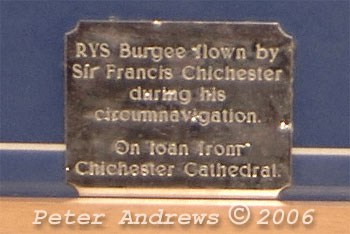 RYS Burgee flown by
Sir Francis Chichester
during his
circumnavigation.
On loan from
Chichester Cathedral.
Peter Andrews © 2006